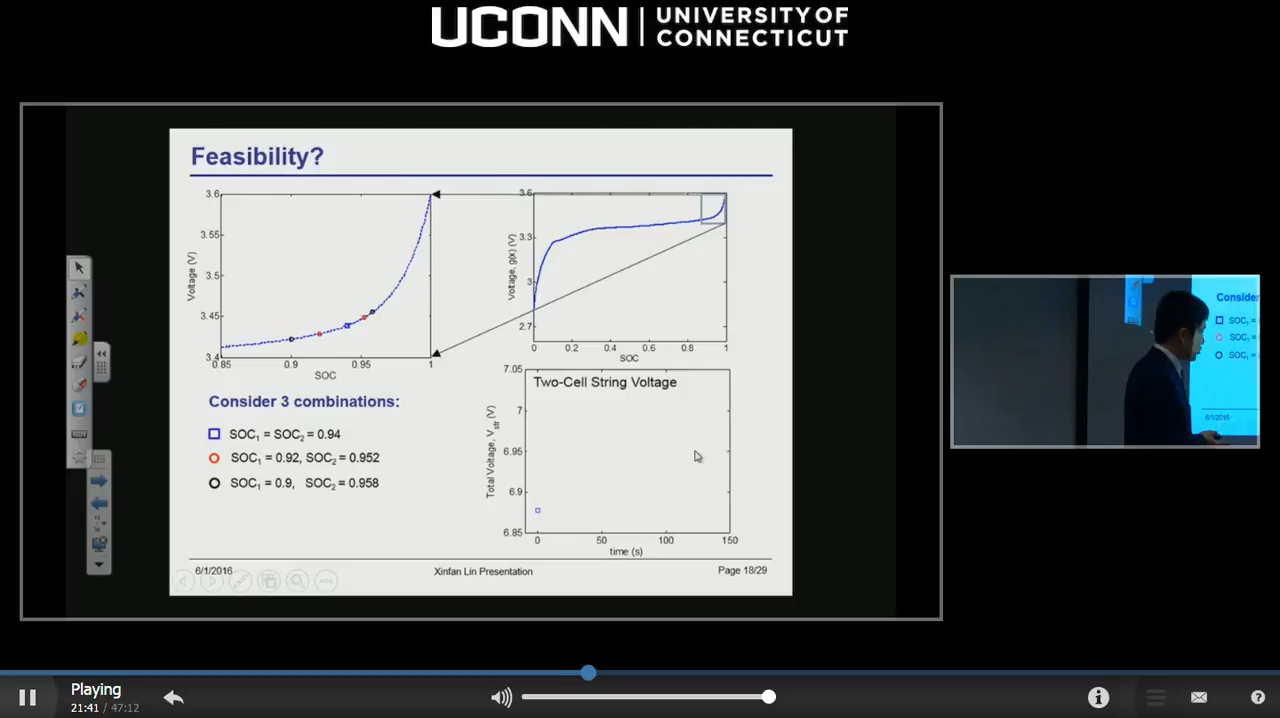 UCONN | UNIVERSITY OF CONNECTICUT
Feasibility?
3.6
3.55
3.5
3.45
3.4
Voltage (V)
0.85
0.9
0.95
1
SOC
3.6
3.3
3
2.7
Voltage, g(x) (V)
0
0.2
0.4
0.6
0.8
1
SOC
Consider 3 combinations:
SOC1 = SOC2 = 0.94
SOC1 = 0.92, SOC2 = 0.952
SOC1 = 0.9, SOC2 = 0.958
Two-Cell String Voltage
7.05
7
6.95
6.9
6.85
Total Voltage, Vstr (V)
0
50
100
150
time (s)
6/1/2016
Xinfan Lin Presentation
Page 18/29
Consider
SOC1 =
SOC1 =
SOC1 =
6/1/2016
Playing
21:41 / 47:12